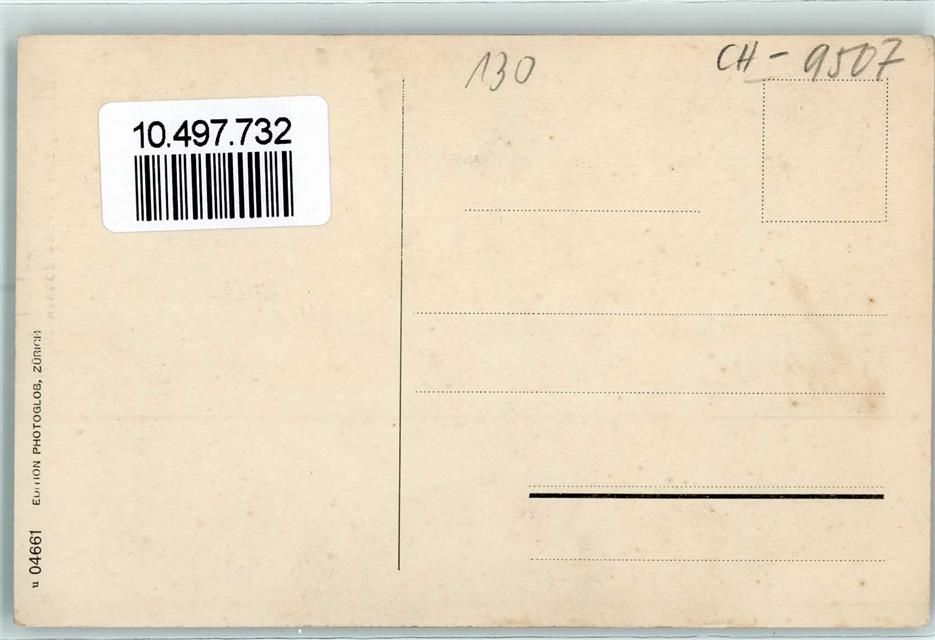 130
CH - 9507
10.497.732
u 04661 EDITION PHOTOGLOB, ZÜRICH